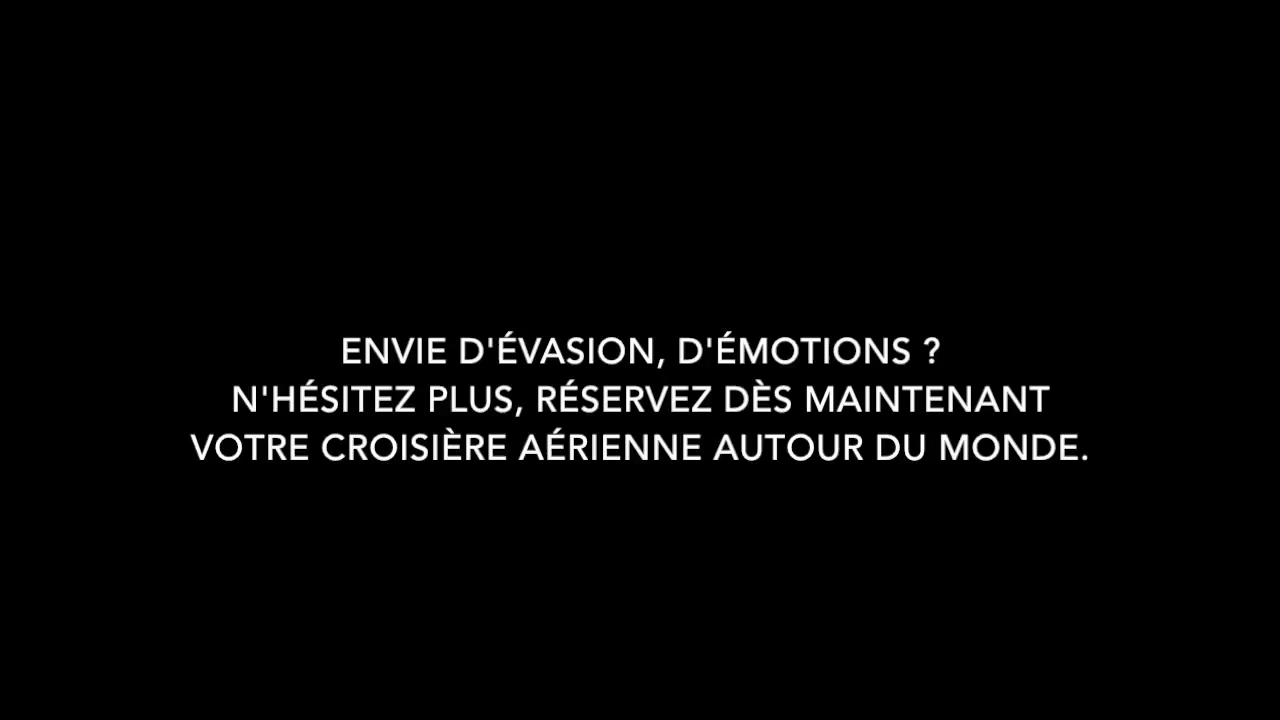 ENVIE D'ÉVASION, D'ÉMOTIONS ?
N'HÉSITEZ PLUS, RÉSERVEZ DÈS MAINTENANT
VOTRE CROISIÈRE AÉRIENNE AUTOUR DU MONDE.